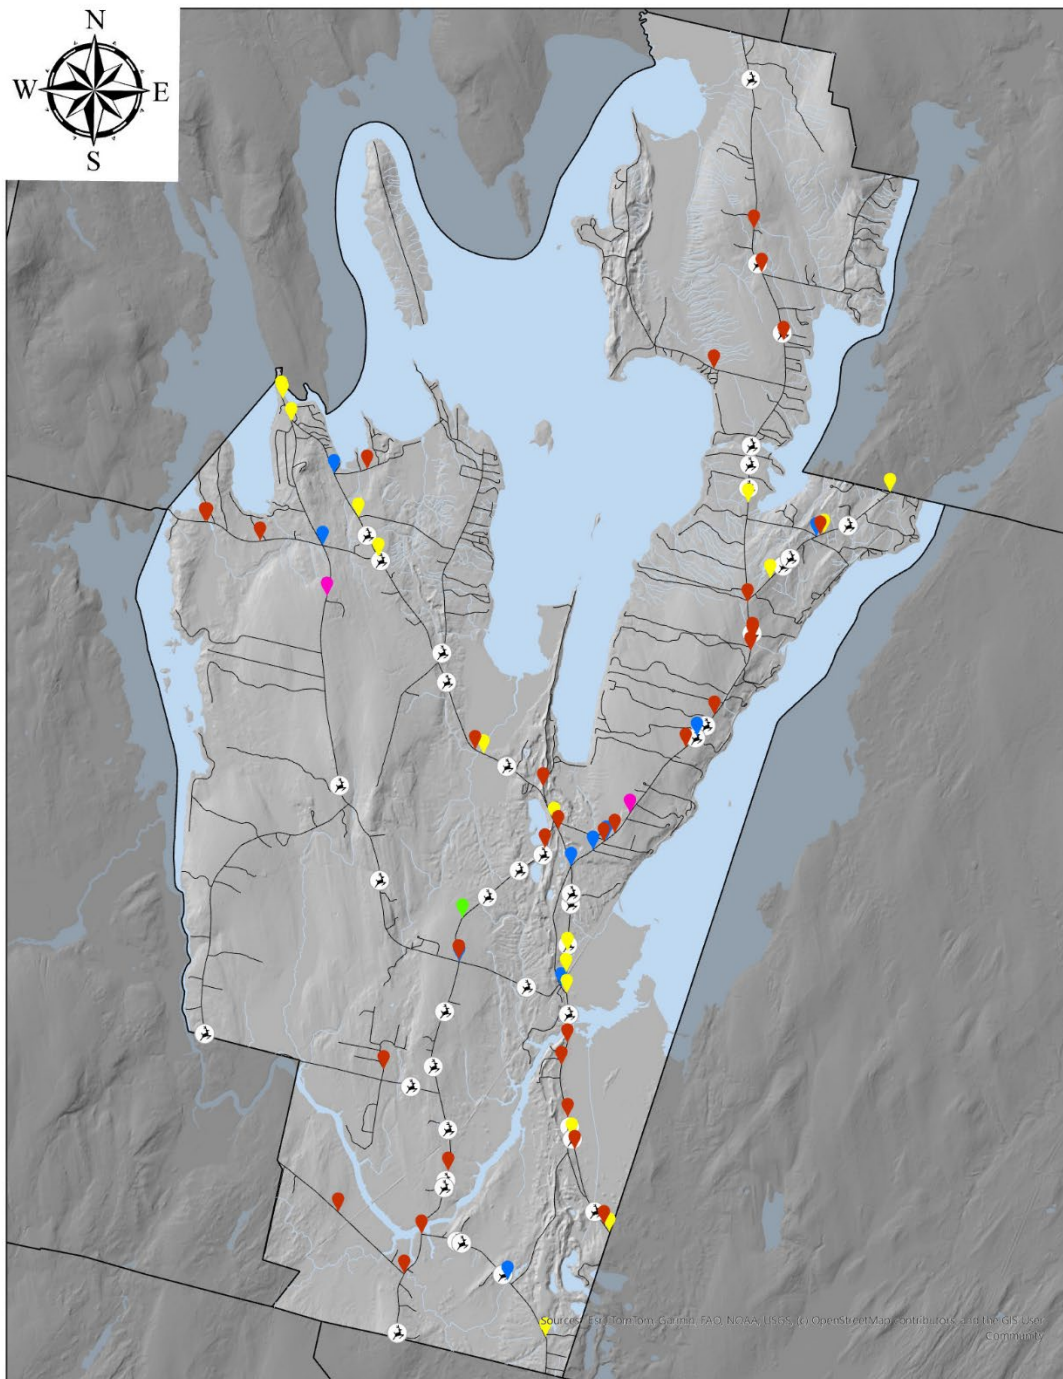 N
W E
S
Sources: Esri, TomTom, Garmin, FAO, NOAA, USGS, (c) OpenStreetMap contributors, and the GIS User
Community